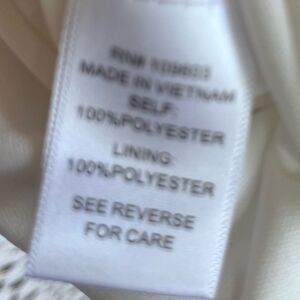 RN#
MADE IN VIETNAM
SELF:
100%POLYESTER
LINING:
100%POLYESTER
SEE REVERSE
FOR CARE